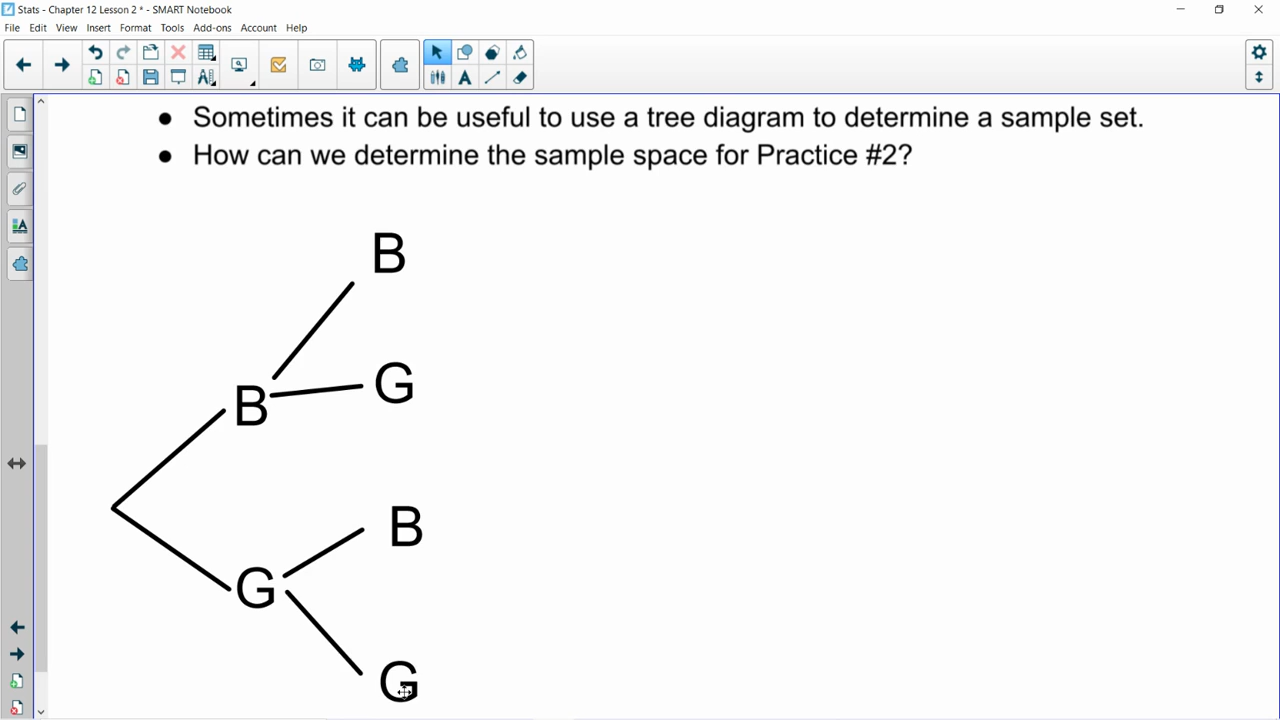 Stats - Chapter 12 Lesson 2 * - SMART Notebook
File Edit View Insert Format Tools Add-ons Account Help
• Sometimes it can be useful to use a tree diagram to determine a sample set.
• How can we determine the sample space for Practice #2?
B
G
B
B
G
G